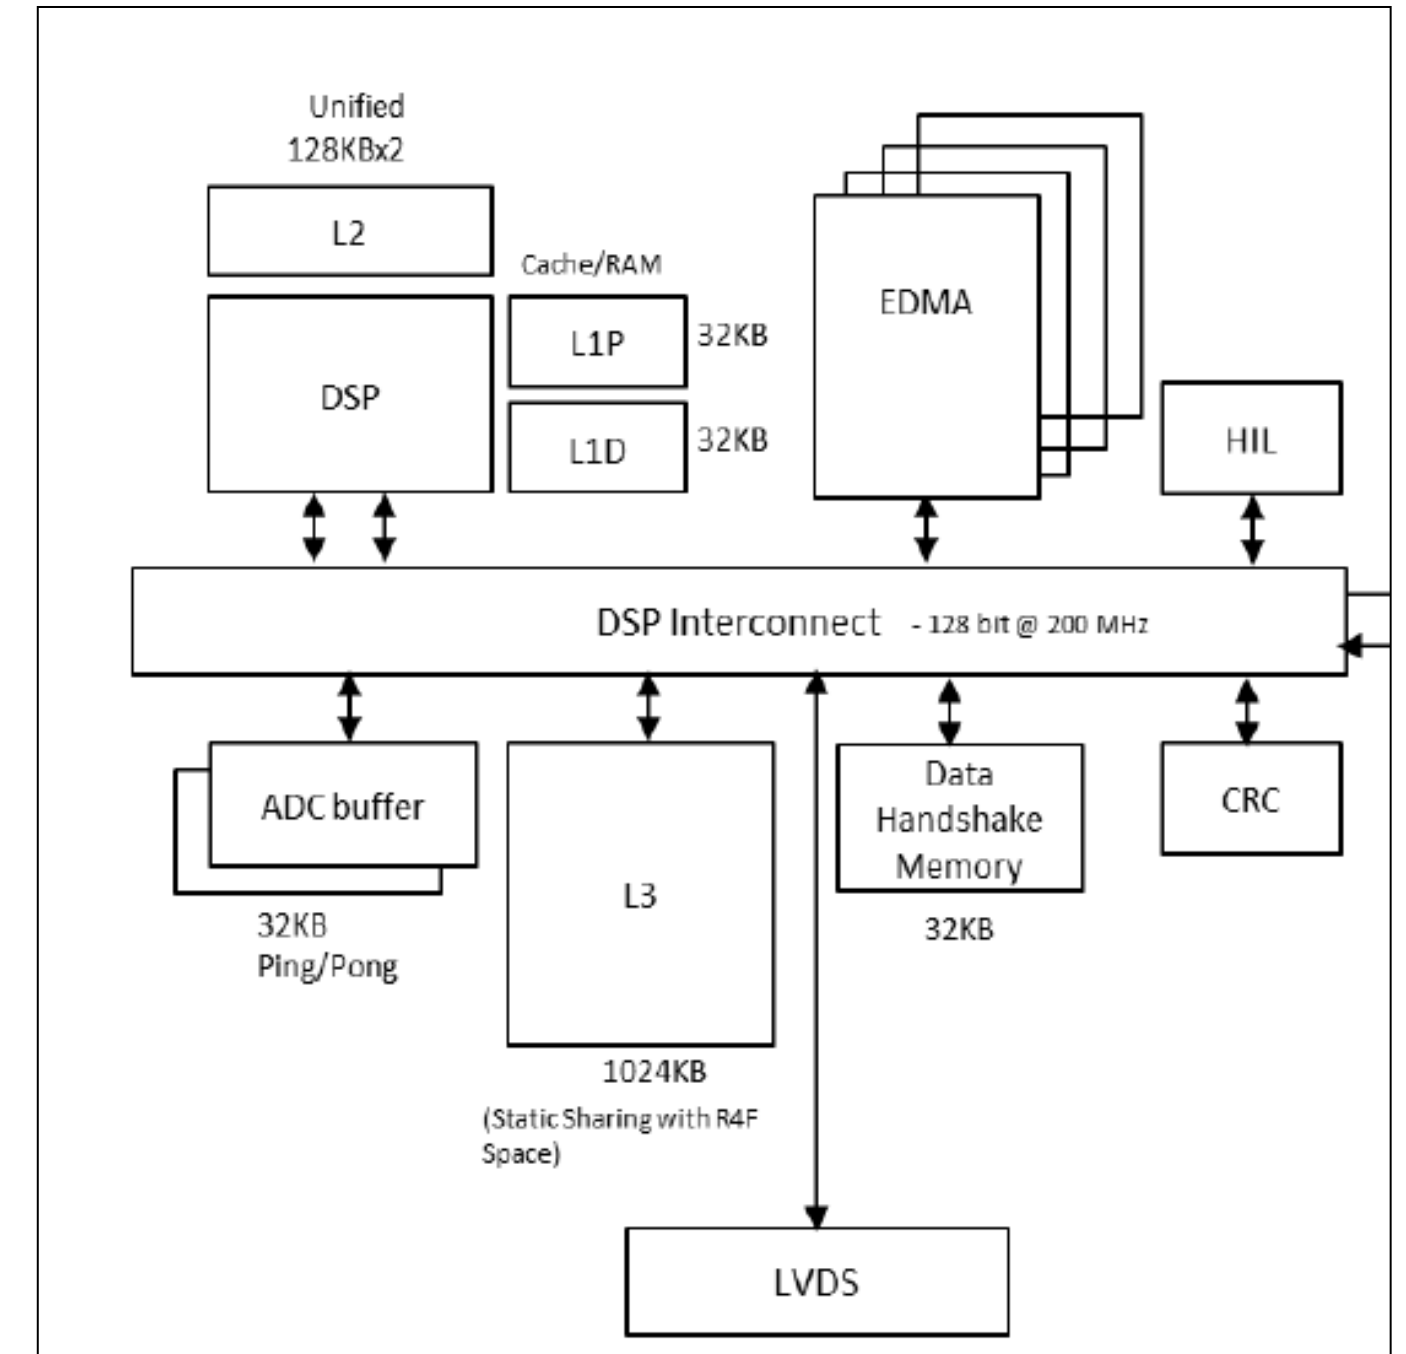 Unified
128KBx2
L2
Cache/RAM
EDMA
L1P
32KB
DSP
L1D
32KB
HIL
DSP Interconnect - 128 bit @ 200 MHz
ADC buffer
Data
Handshake
Memory
CRC
L3
32KB
Ping/Pong
32KB
1024KB
(Static Sharing with R4F
Space)
LVDS